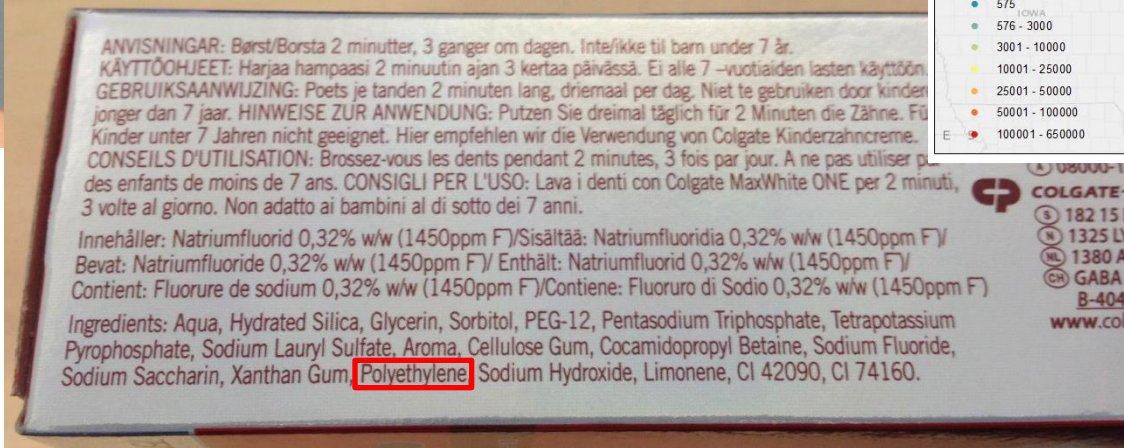 ANVISNINGAR: Børst/Borsta 2 minutter, 3 ganger om dagen. Inte/ikke til barn under 7 år.
KÄYTTÖOHJEET: Harjaa hampaasi 2 minuutin ajan 3 kertaa päivässä. Ei alle 7 –vuotiaiden lasten käyttöön.
GEBRUIKSAANWIJZING: Poets je tanden 2 minuten lang, driemaal per dag. Niet te gebruiken door kinder
jonger dan 7 jaar. HINWEISE ZUR ANWENDUNG: Putzen Sie dreimal täglich für 2 Minuten die Zähne. Fü
Kinder unter 7 Jahren nicht geeignet. Hier empfehlen wir die Verwendung von Colgate Kinderzahncreme.
CONSEILS D'UTILISATION: Brossez-vous les dents pendant 2 minutes, 3 fois par jour. A ne pas utiliser
des enfants de moins de 7 ans. CONSIGLI PER L'USO: Lava i denti con Colgate MaxWhite ONE per 2 minuti,
3 volte al giorno. Non adatto ai bambini al di sotto dei 7 anni.
Innehåller: Natriumfluorid 0,32% w/w (1450ppm F⁻)/Sisältää: Natriumfluoridia 0,32% w/w (1450ppm F⁻)/
Bevat: Natriumfluoride 0,32% w/w (1450ppm F⁻)/ Enthält: Natriumfluorid 0,32% w/w (1450ppm F⁻)/
Contient: Fluorure de sodium 0,32% w/w (1450ppm F⁻)/Contiene: Fluoruro di Sodio 0,32% w/w (1450ppm F⁻)
Ingredients: Aqua, Hydrated Silica, Glycerin, Sorbitol, PEG-12, Pentasodium Triphosphate, Tetrapotassium
Pyrophosphate, Sodium Lauryl Sulfate, Aroma, Cellulose Gum, Cocamidopropyl Betaine, Sodium Fluoride,
Sodium Saccharin, Xanthan Gum, Polyethylene, Sodium Hydroxide, Limonene, CI 42090, CI 74160.
575
IOWA
576 - 3000
3001 - 10000
10001 - 25000
25001 - 50000
50001 - 100000
E S 100001 - 650000
08000-1
COLGATE-
S 182 15
N 1325 L
NL 1380 A
CH GABA
B-404
www.col